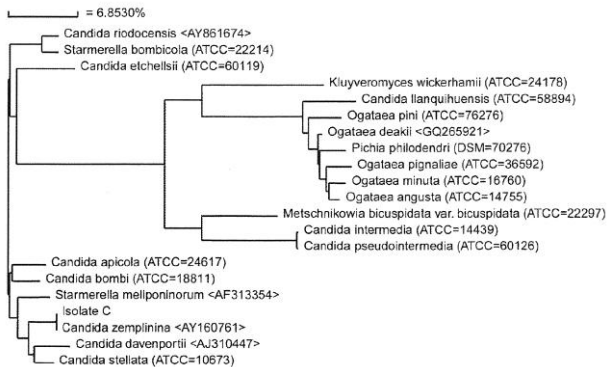 = 6.8530%
Candida riodocensis <AY861674>
Starmerella bombicola (ATCC=22214)
Candida etchellsii (ATCC=60119)
Kluyveromyces wickerhamii (ATCC=24178)
Candida llanquihuensis (ATCC=58894)
Ogataea pini (ATCC=76276)
Ogataea deakii <GQ265921>
Pichia philodendri (DSM=70276)
Ogataea pignaliae (ATCC=36592)
Ogataea minuta (ATCC=16760)
Ogataea angusta (ATCC=14755)
Metschnikowia bicuspidata var. bicuspidata (ATCC=22297)
Candida intermedia (ATCC=14439)
Candida pseudointermedia (ATCC=60126)
Candida apicola (ATCC=24617)
Candida bombi (ATCC=18811)
Starmerella meliponinorum <AF313354>
Isolate C
Candida zemplinina <AY160761>
Candida davenportii <AJ310447>
Candida stellata (ATCC=10673)